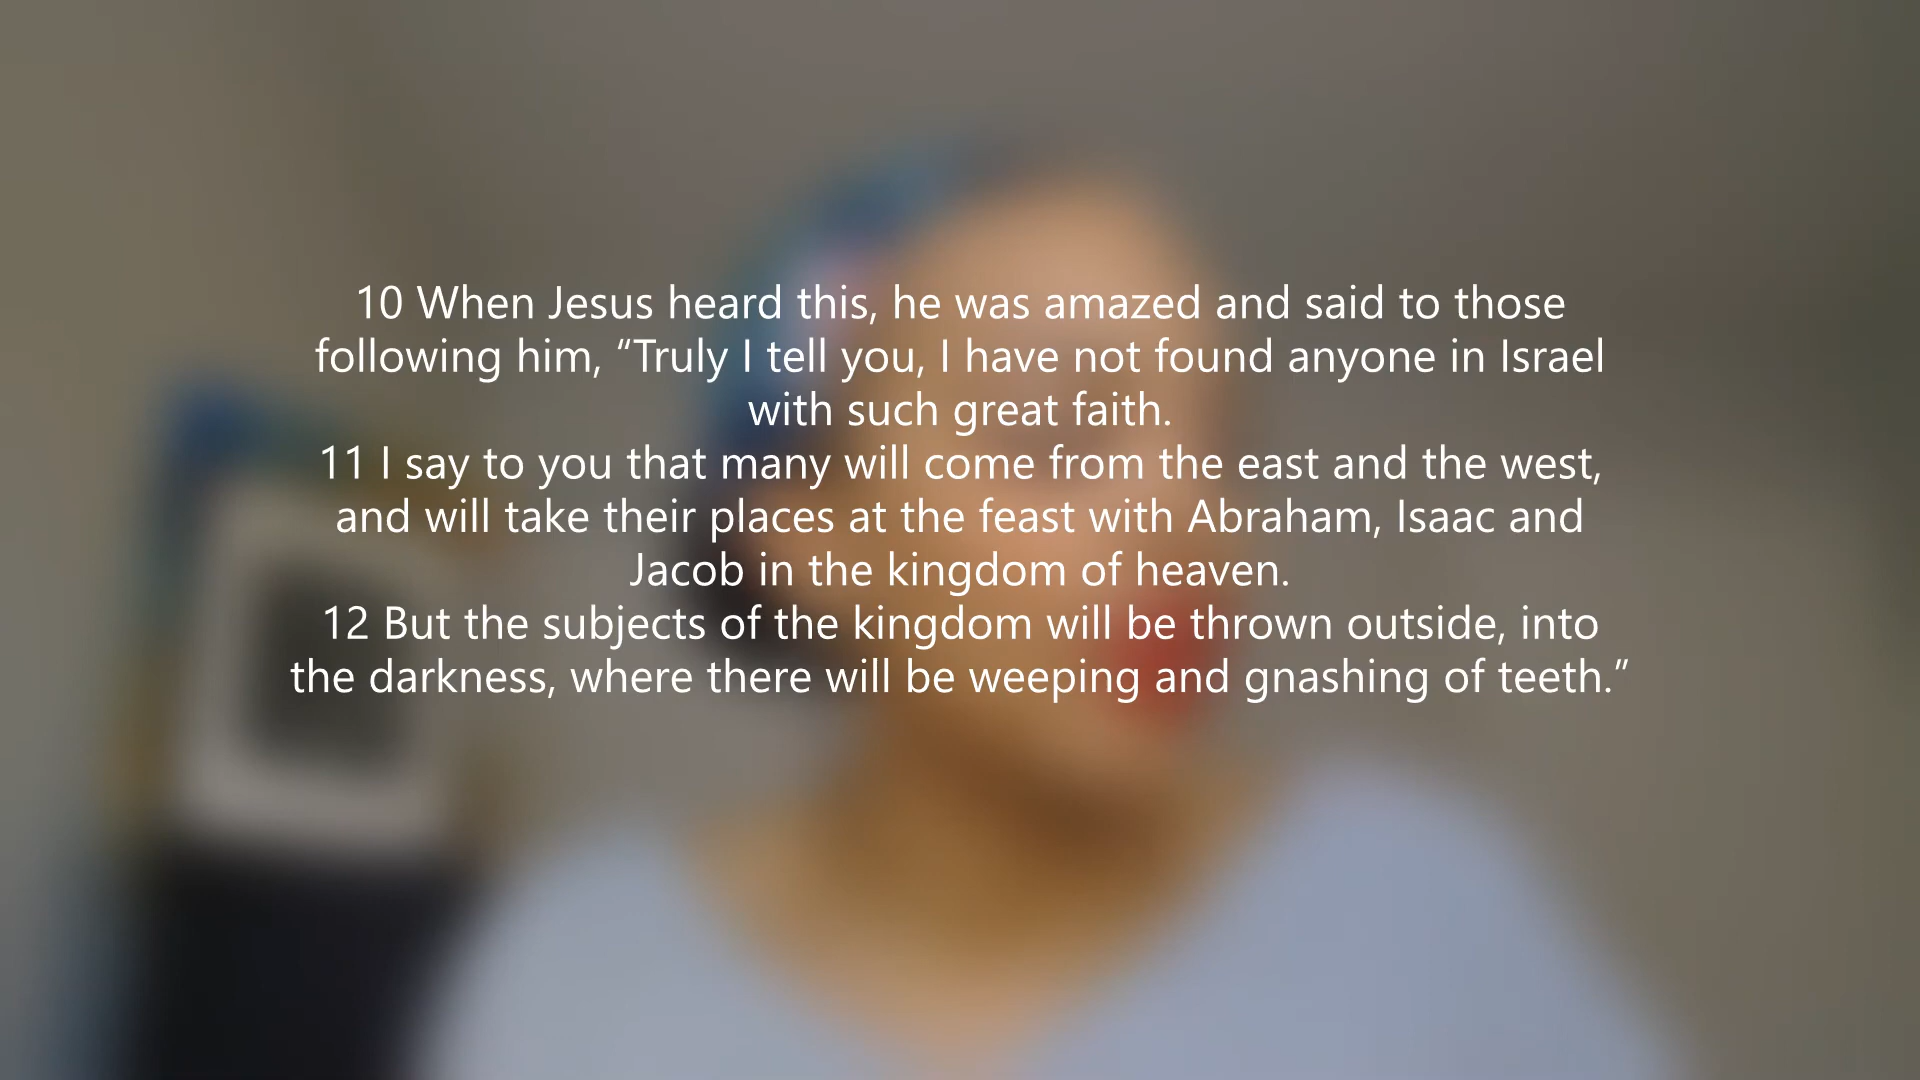 10 When Jesus heard this, he was amazed and said to those
following him, “Truly I tell you, I have not found anyone in Israel
with such great faith.
11 I say to you that many will come from the east and the west,
and will take their places at the feast with Abraham, Isaac and
Jacob in the kingdom of heaven.
12 But the subjects of the kingdom will be thrown outside, into
the darkness, where there will be weeping and gnashing of teeth.”